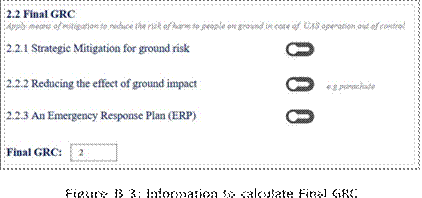 2.2 Final GRC
Apply means of mitigation to reduce the risk of harm to people on ground in case of UAS operation out of control
2.2.1 Strategic Mitigation for ground risk
2.2.2 Reducing the effect of ground impact
e.g parachute
2.2.3 An Emergency Response Plan (ERP)
Final GRC: 2
Figure B 3: Information to calculate Final GRC